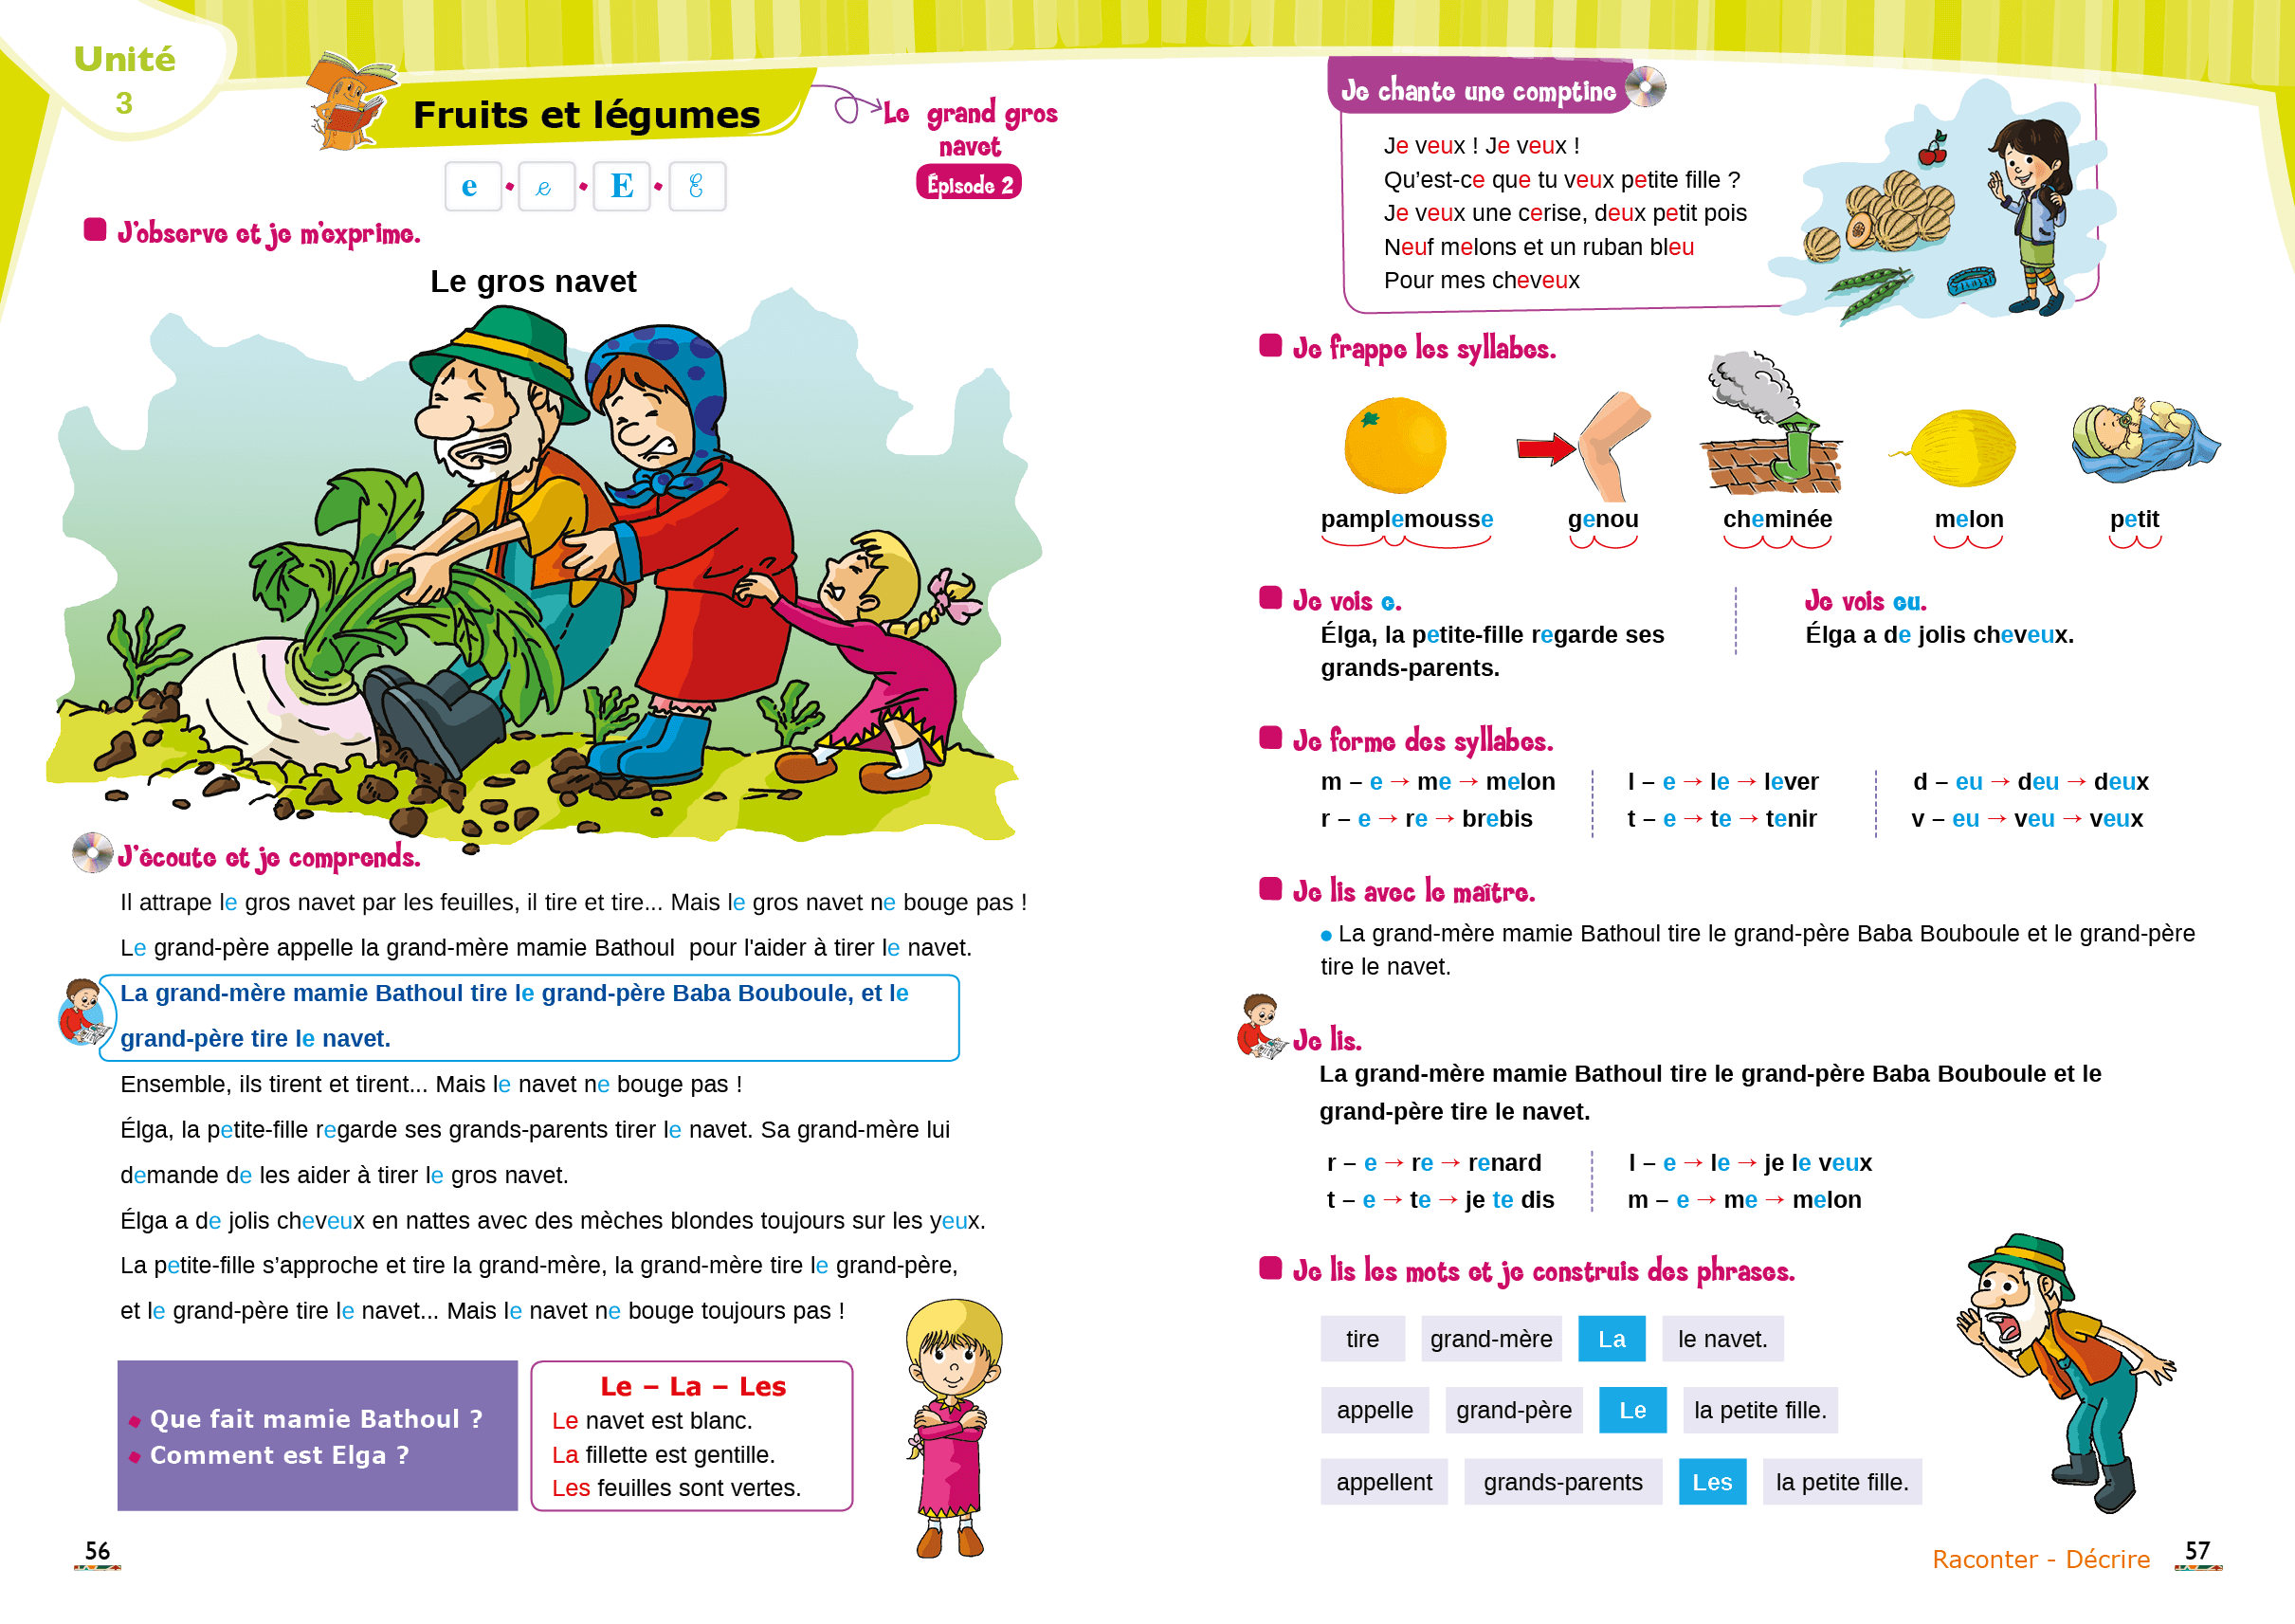 Unité
3
Fruits et légumes
Le grand gros
navet
Épisode 2
e • e • E • E
J'observe et je m'exprime.
Le gros navet
J'écoute et je comprends.
Il attrape le gros navet par les feuilles, il tire et tire... Mais le gros navet ne bouge pas !
Le grand-père appelle la grand-mère mamie Bathoul pour l'aider à tirer le navet.
La grand-mère mamie Bathoul tire le grand-père Baba Bouboule, et le
grand-père tire le navet.
Ensemble, ils tirent et tirent... Mais le navet ne bouge pas !
Élga, la petite-fille regarde ses grands-parents tirer le navet. Sa grand-mère lui
demande de les aider à tirer le gros navet.
Élga a de jolis cheveux en nattes avec des mèches blondes toujours sur les yeux.
La petite-fille s’approche et tire la grand-mère, la grand-mère tire le grand-père,
et le grand-père tire le navet... Mais le navet ne bouge toujours pas !
• Que fait mamie Bathoul ?
• Comment est Elga ?
Le – La – Les
Le navet est blanc.
La fillette est gentille.
Les feuilles sont vertes.
56
Je chante une comptine
Je veux ! Je veux !
Qu’est-ce que tu veux petite fille ?
Je veux une cerise, deux petit pois
Neuf melons et un ruban bleu
Pour mes cheveux
Je frappe les syllabes.
pamplemousse genou cheminée melon petit
Je vois e.
Élga, la petite-fille regarde ses
grands-parents.
Je vois eu.
Élga a de jolis cheveux.
Je forme des syllabes.
m – e → me → melon l – e → le → lever d – eu → deu → deux
r – e → re → brebis t – e → te → tenir v – eu → veu → veux
Je lis avec le maître.
• La grand-mère mamie Bathoul tire le grand-père Baba Bouboule et le grand-père
tire le navet.
Je lis.
La grand-mère mamie Bathoul tire le grand-père Baba Bouboule et le
grand-père tire le navet.
r – e → re → renard l – e → le → je le veux
t – e → te → je te dis m – e → me → melon
Je lis les mots et je construis des phrases.
tire grand-mère La le navet.
appelle grand-père Le la petite fille.
appellent grands-parents Les la petite fille.
Raconter - Décrire
57